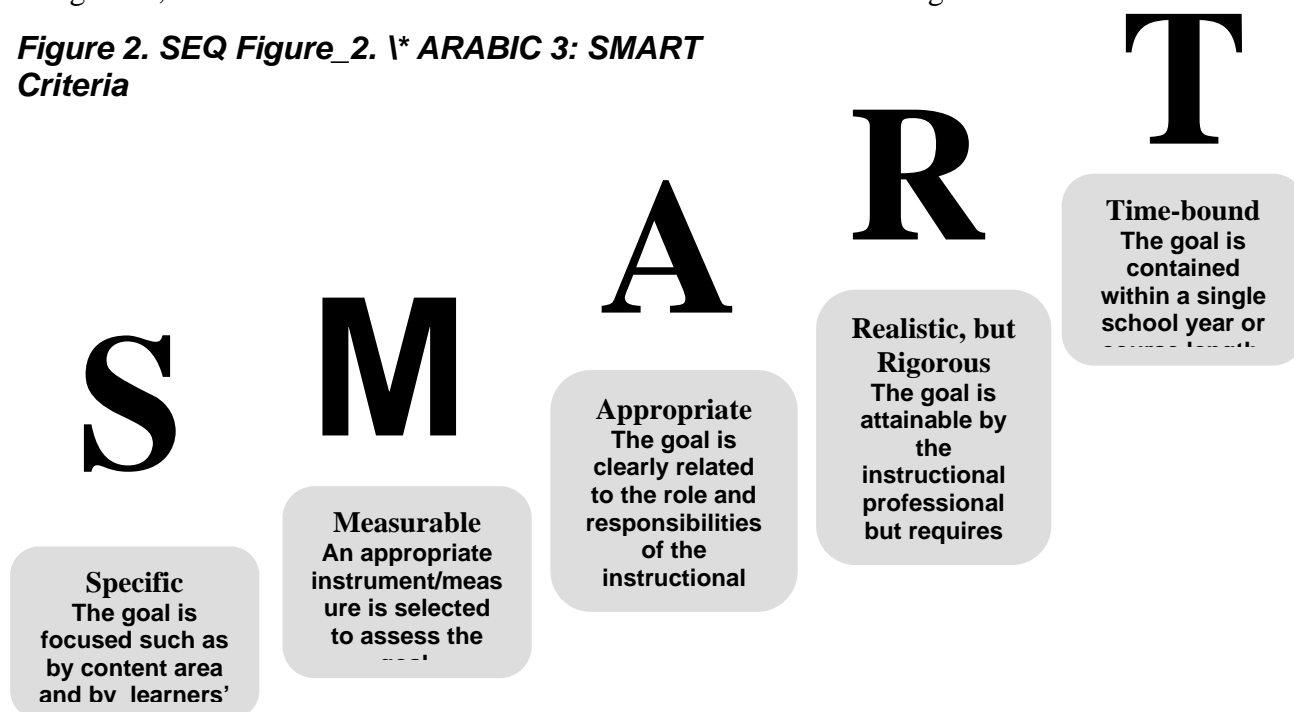 Figure 2. SEQ Figure_2. \* ARABIC 3: SMART
Criteria
S
Specific
The goal is
focused such as
by content area
and by learners'
M
Measurable
An appropriate
instrument/meas
ure is selected
to assess the
goal
A
Appropriate
The goal is
clearly related
to the role and
responsibilities
of the
instructional
R
Realistic, but
Rigorous
The goal is
attainable by
the
instructional
professional
but requires
T
Time-bound
The goal is
contained
within a single
school year or
course length